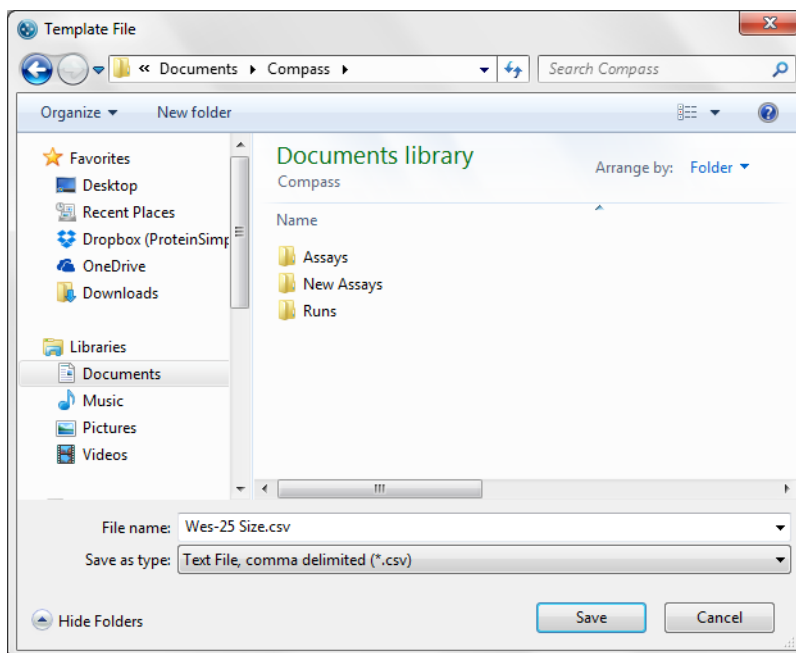 Template File
« Documents Compass
Search Compass
Organize New folder
Favorites
Desktop
Recent Places
Dropbox (ProteinSimp
OneDrive
Downloads
Libraries
Documents
Music
Pictures
Videos
Documents library
Compass
Arrange by: Folder
Name
Assays
New Assays
Runs
File name: Wes-25 Size.csv
Save as type: Text File, comma delimited (*.csv)
Hide Folders
Save
Cancel